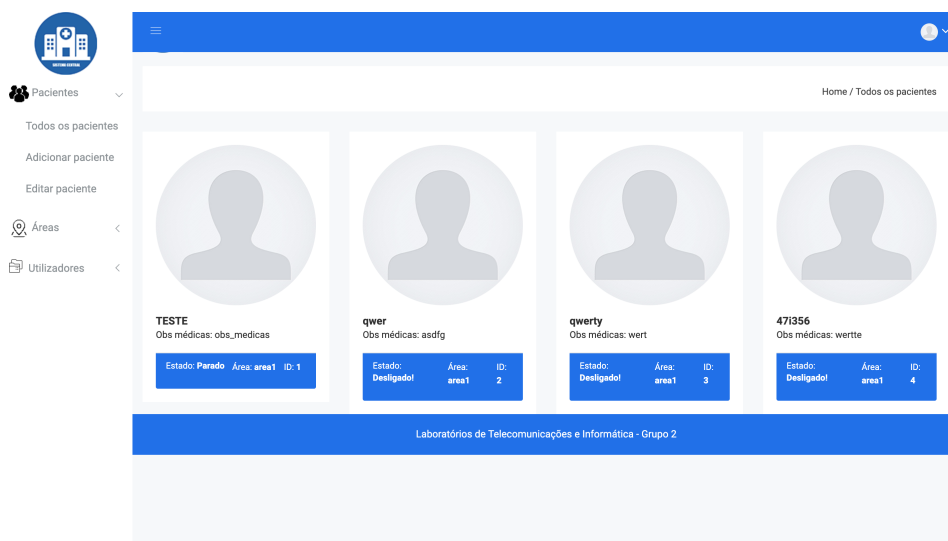 SISTEMA CENTRAL
Pacientes
Todos os pacientes
Adicionar paciente
Editar paciente
Áreas
Utilizadores
Home / Todos os pacientes
TESTE
Obs médicas: obs_medicas
Estado: Parado Área: area1 ID: 1
qwer
Obs médicas: asdfg
Estado: Área: ID:
Desligado! area1 2
qwerty
Obs médicas: wert
Estado: Área: ID:
Desligado! area1 3
47i356
Obs médicas: wertte
Estado: Área: ID:
Desligado! area1 4
Laboratórios de Telecomunicações e Informática - Grupo 2